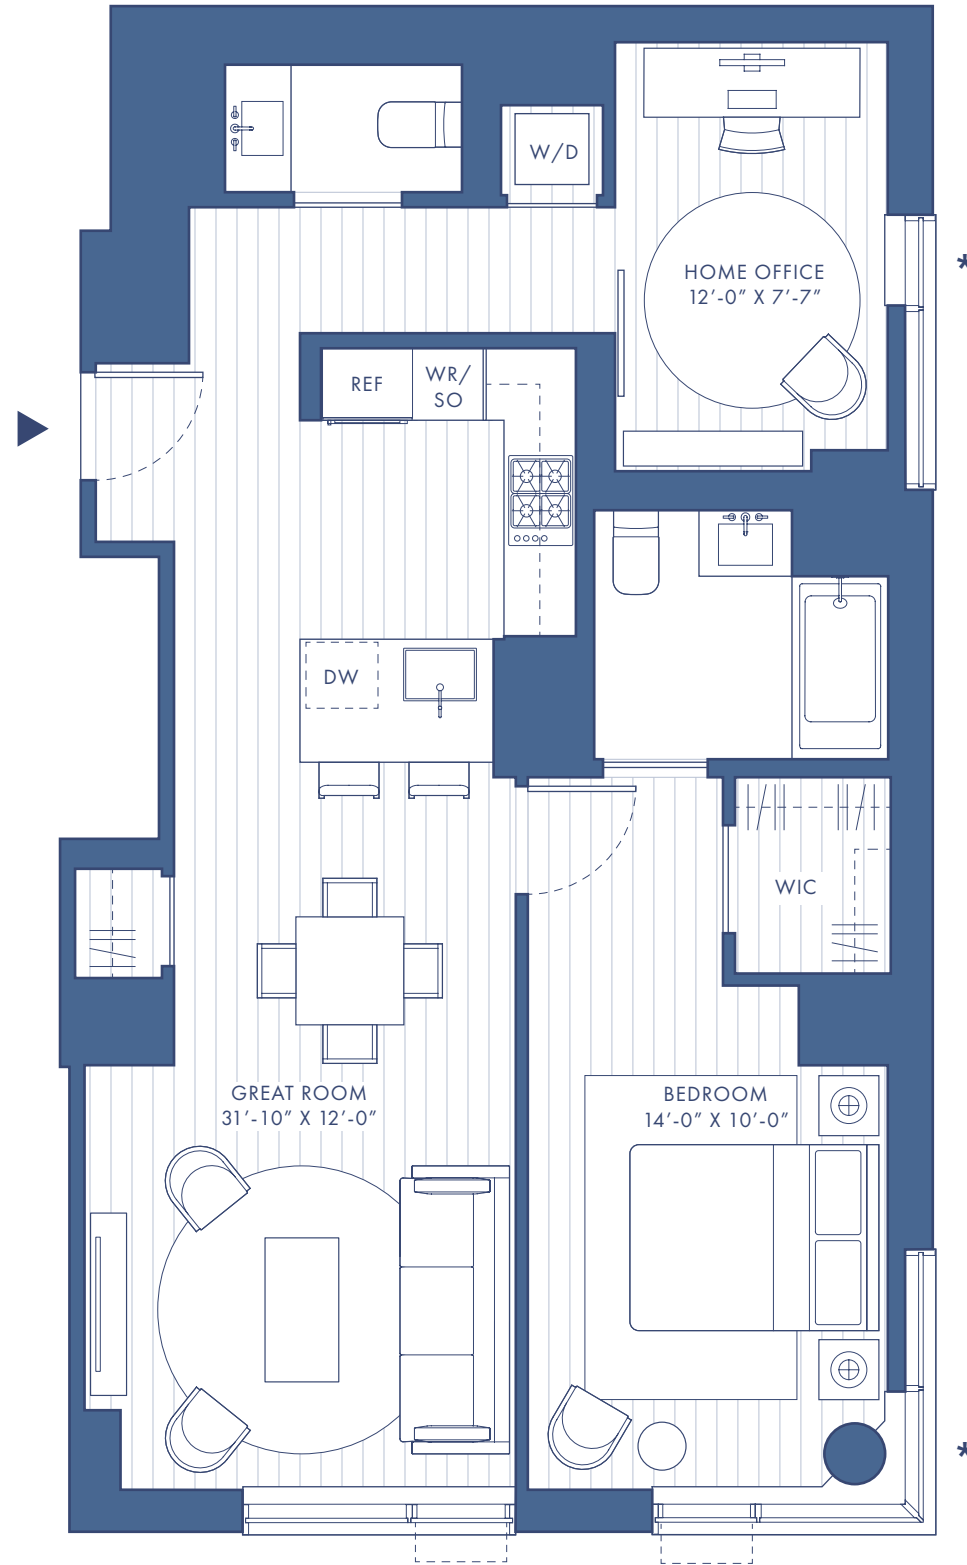 W/D
HOME OFFICE
12’-0” X 7’-7”
*
REF
WR/
SO
DW
WIC
GREAT ROOM
31’-10” X 12’-0”
BEDROOM
14’-0” X 10’-0”
*